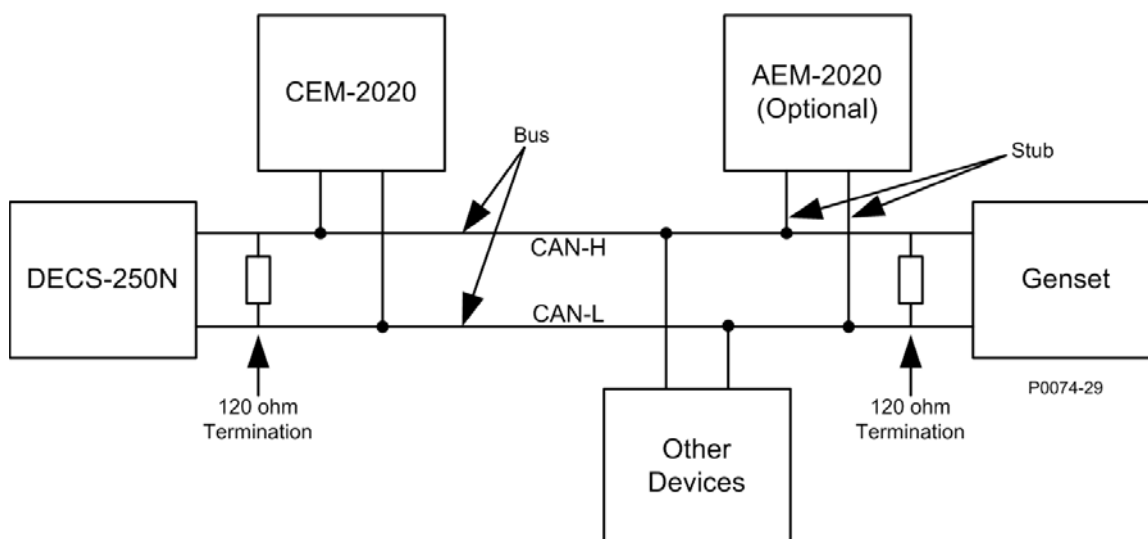 CEM-2020
AEM-2020
(Optional)
Bus
Stub
DECS-250N
CAN-H
Genset
CAN-L
P0074-29
120 ohm
Termination
120 ohm
Termination
Other
Devices